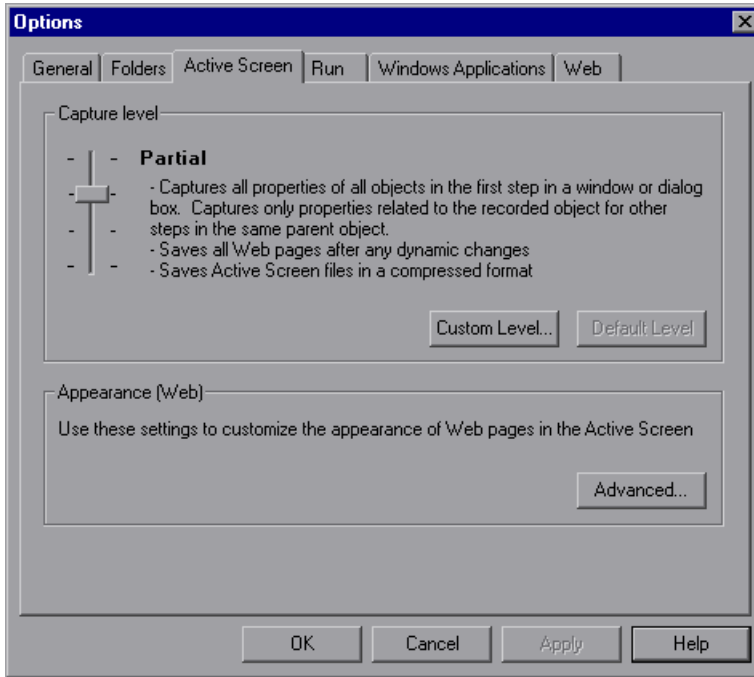 Options
General Folders Active Screen Run Windows Applications Web
Capture level
Partial
- Captures all properties of all objects in the first step in a window or dialog
box. Captures only properties related to the recorded object for other
steps in the same parent object.
- Saves all Web pages after any dynamic changes
- Saves Active Screen files in a compressed format
Custom Level... Default Level
Appearance (Web)
Use these settings to customize the appearance of Web pages in the Active Screen
Advanced...
OK Cancel Apply Help